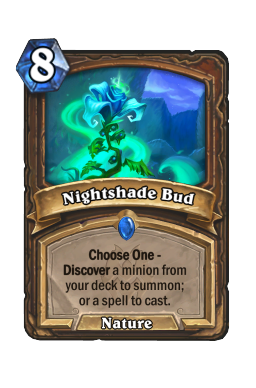 8
Nightshade Bud
Choose One -
Discover a minion from
your deck to summon;
or a spell to cast.
Nature